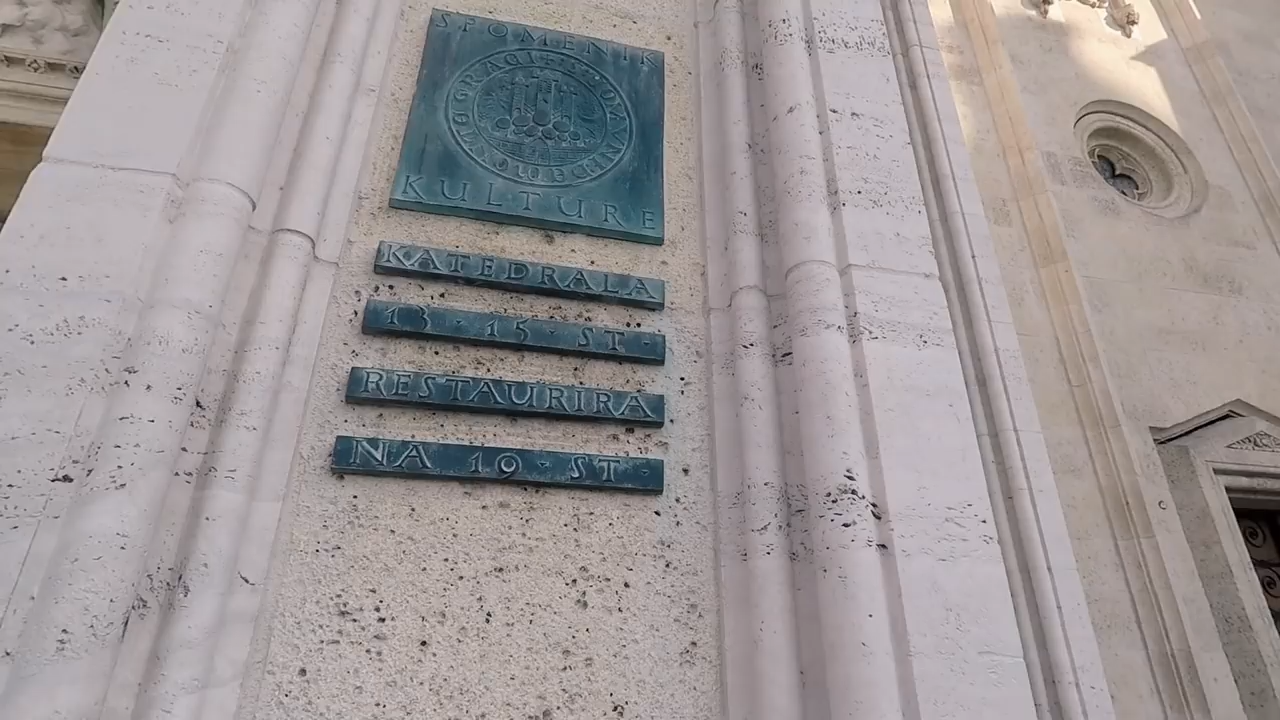 SPOMENIK
KULTURE
KATEDRALA
13 · 15 · ST ·
RESTAURIRA
NA 19 · ST ·